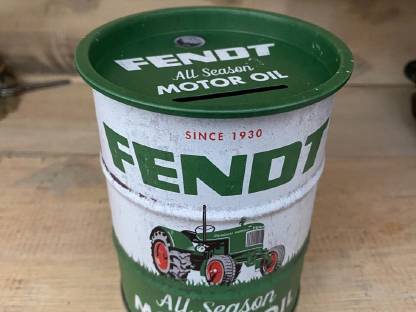 FENDT
All Season
MOTOR OIL
SINCE 1930
FENDT
All Season